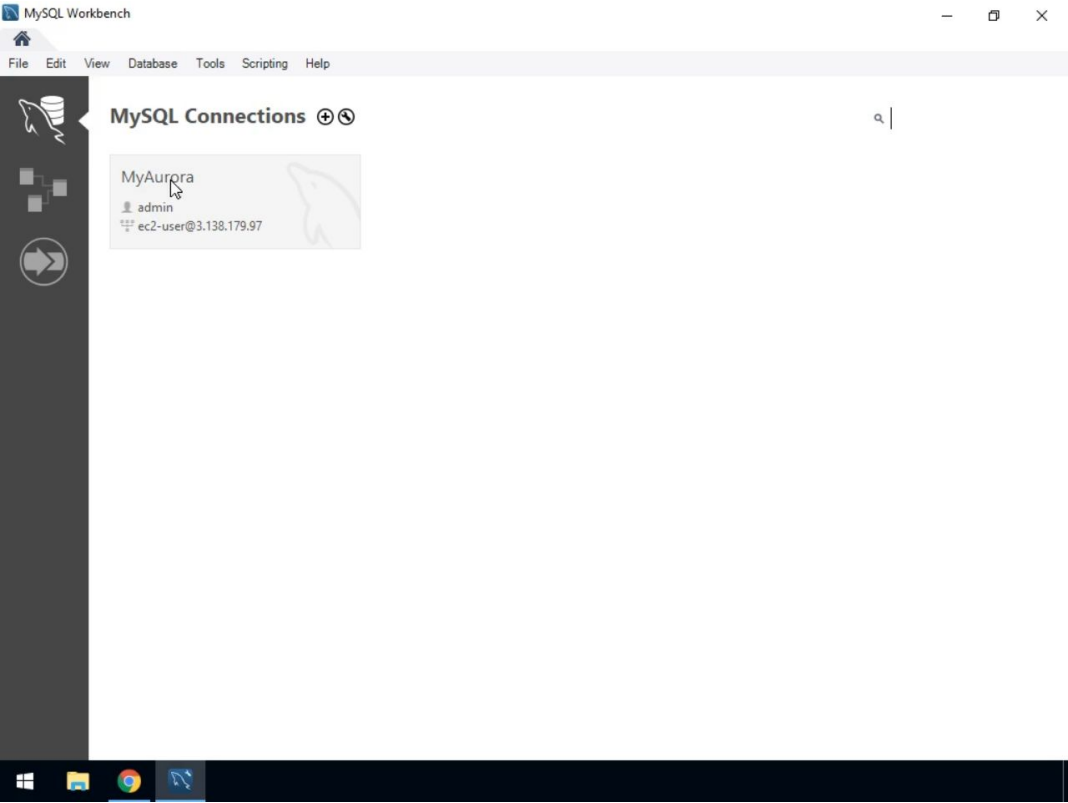 MySQL Workbench
File Edit View Database Tools Scripting Help
MySQL Connections
MyAurora
admin
ec2-user@3.138.179.97